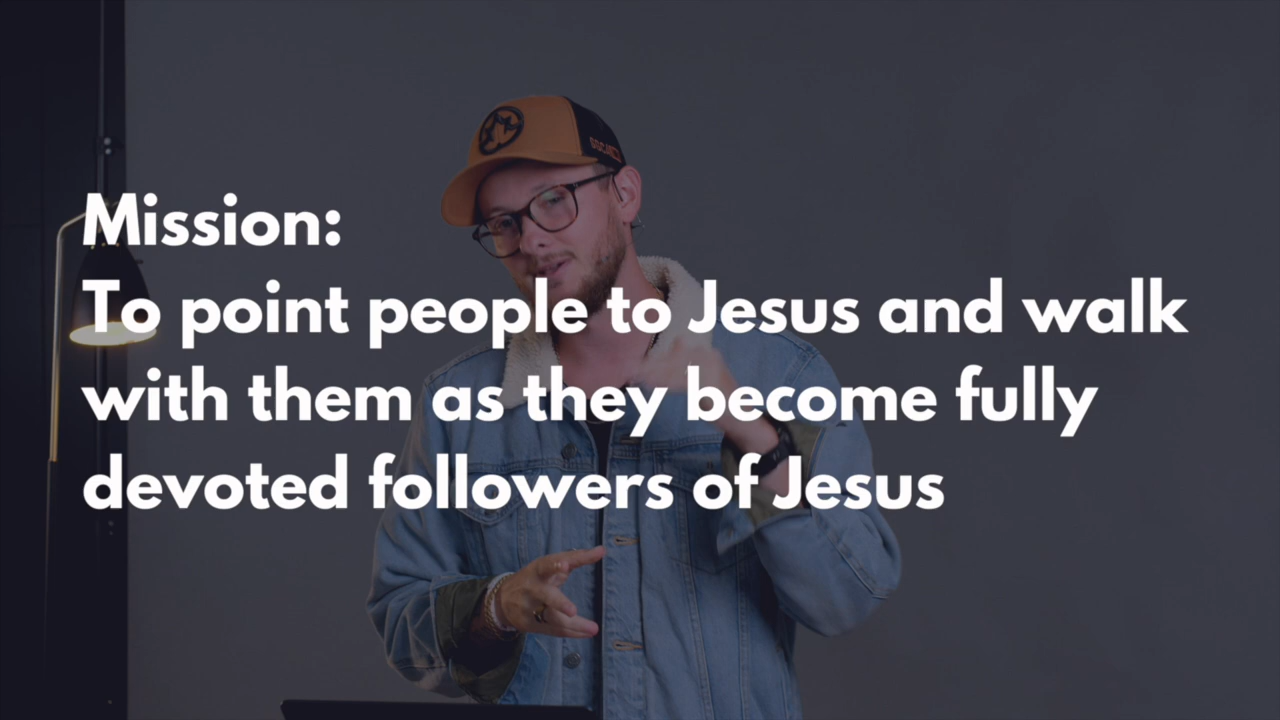 Mission:
To point people to Jesus and walk
with them as they become fully
devoted followers of Jesus